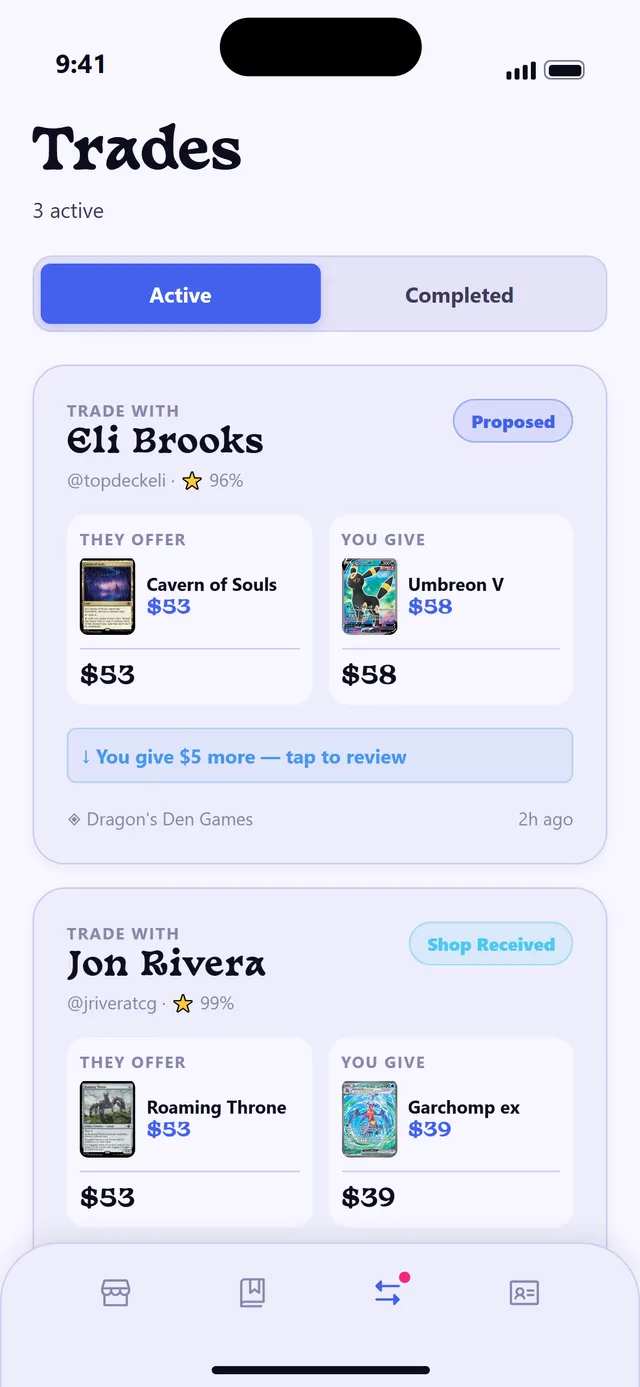 9:41
Trades
3 active
Active
Completed
TRADE WITH
Eli Brooks
Proposed
@topdeckeli · ⭐ 96%
THEY OFFER
Cavern of Souls
$53
$53
YOU GIVE
Umbreon V
$58
$58
↓ You give $5 more — tap to review
◈ Dragon's Den Games
2h ago
TRADE WITH
Jon Rivera
Shop Received
@jriveratcg · ⭐ 99%
THEY OFFER
Roaming Throne
$53
$53
YOU GIVE
Garchomp ex
$39
$39